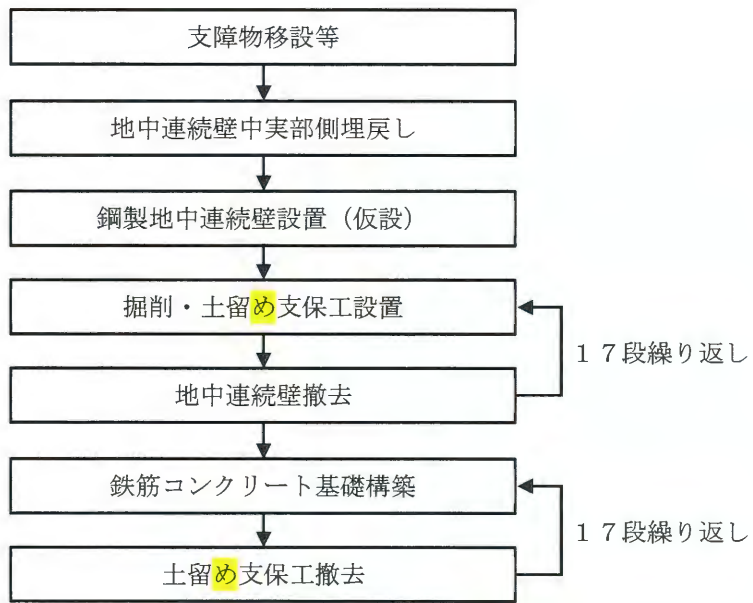 支障物移設等
地中連続壁中実部側埋戻し
鋼製地中連続壁設置（仮設）
掘削・土留め支保工設置
１７段繰り返し
地中連続壁撤去
鉄筋コンクリート基礎構築
１７段繰り返し
土留め支保工撤去